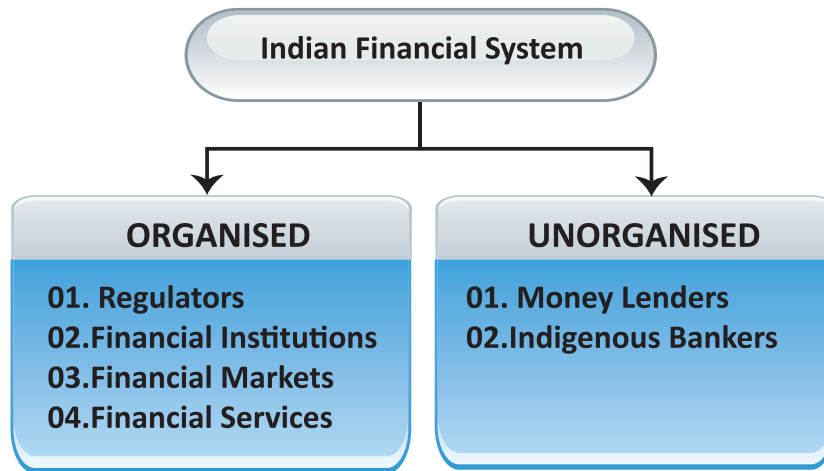 Indian Financial System
ORGANISED
01. Regulators
02.Financial Institutions
03.Financial Markets
04.Financial Services
UNORGANISED
01. Money Lenders
02.Indigenous Bankers